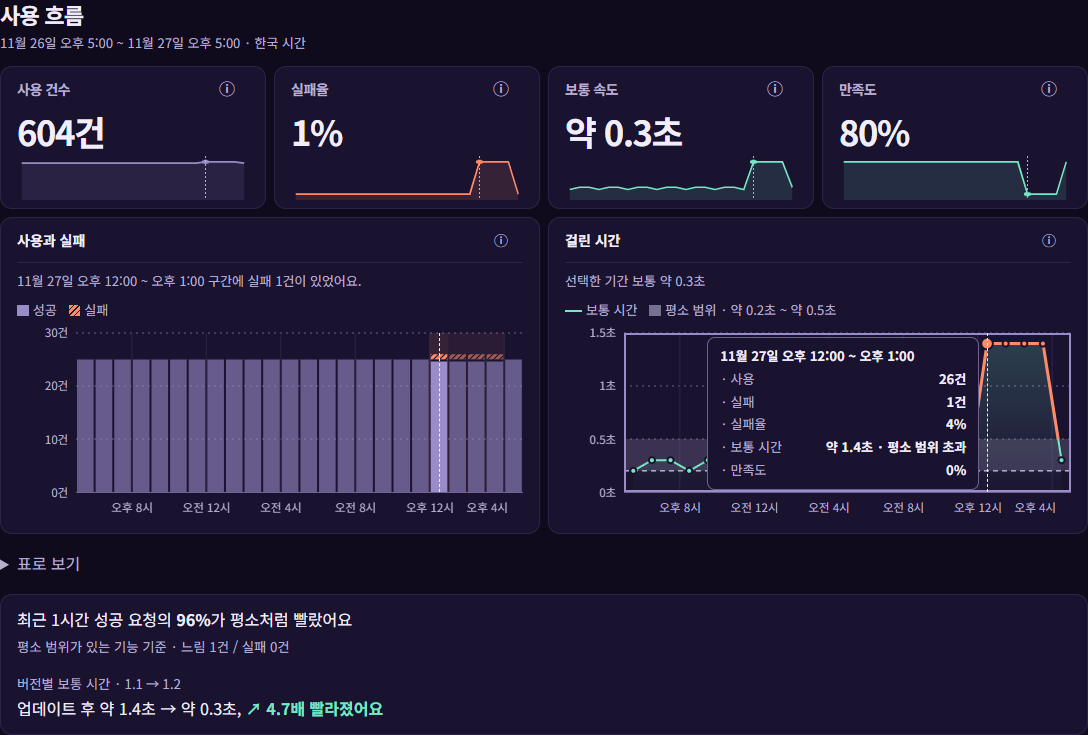 사용 흐름
11월 26일 오후 5:00 ~ 11월 27일 오후 5:00 · 한국 시간
사용 건수 ⓘ
604건
실패율 ⓘ
1%
보통 속도 ⓘ
약 0.3초
만족도 ⓘ
80%
사용과 실패 ⓘ
11월 27일 오후 12:00 ~ 오후 1:00 구간에 실패 1건이 있었어요.
성공 실패
30건
20건
10건
0건
오후 8시 오전 12시 오전 4시 오전 8시 오후 12시 오후 4시
걸린 시간 ⓘ
선택한 기간 보통 약 0.3초
보통 시간 평소 범위 · 약 0.2초 ~ 약 0.5초
1.5초
1초
0.5초
0초
11월 27일 오후 12:00 ~ 오후 1:00
· 사용 26건
· 실패 1건
· 실패율 4%
· 보통 시간 약 1.4초 · 평소 범위 초과
· 만족도 0%
오후 8시 오전 12시 오전 4시 오전 8시 오후 12시 오후 4시
▶ 표로 보기
최근 1시간 성공 요청의 96%가 평소처럼 빨랐어요
평소 범위가 있는 기능 기준 · 느림 1건 / 실패 0건
버전별 보통 시간 · 1.1 → 1.2
업데이트 후 약 1.4초 → 약 0.3초, ↗ 4.7배 빨라졌어요